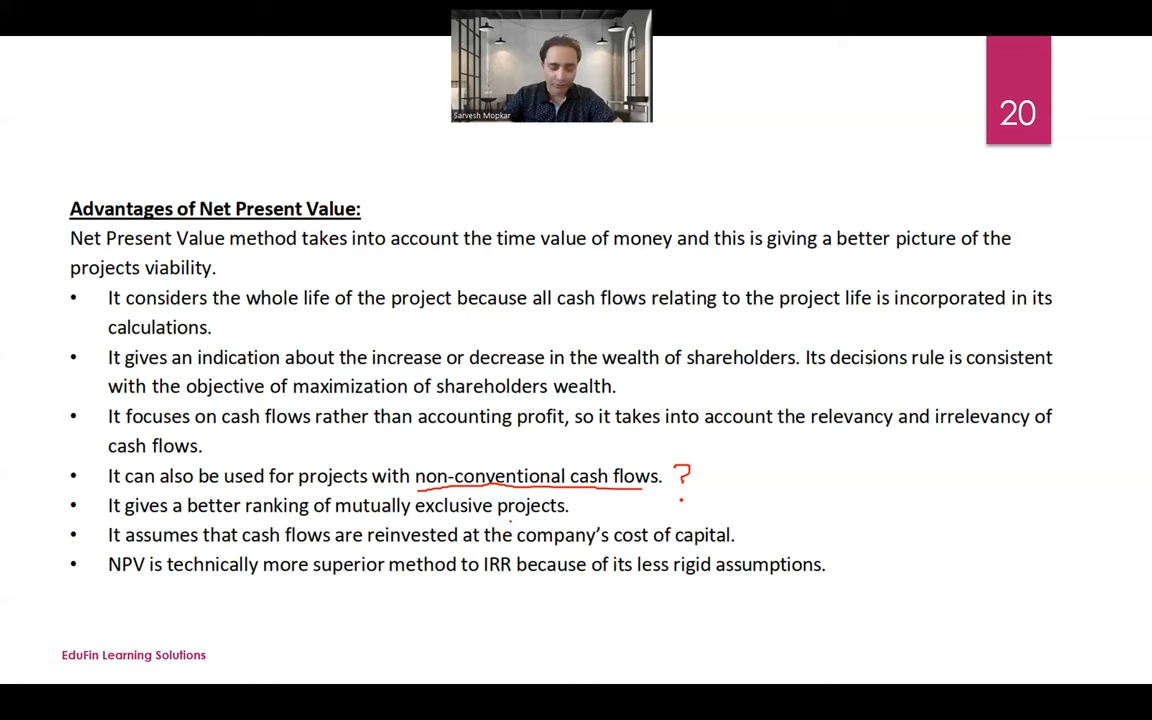 Sarvesh Mopkar
20
Advantages of Net Present Value:
Net Present Value method takes into account the time value of money and this is giving a better picture of the
projects viability.
• It considers the whole life of the project because all cash flows relating to the project life is incorporated in its
calculations.
• It gives an indication about the increase or decrease in the wealth of shareholders. Its decisions rule is consistent
with the objective of maximization of shareholders wealth.
• It focuses on cash flows rather than accounting profit, so it takes into account the relevancy and irrelevancy of
cash flows.
• It can also be used for projects with non-conventional cash flows. ?
• It gives a better ranking of mutually exclusive projects.
• It assumes that cash flows are reinvested at the company’s cost of capital.
• NPV is technically more superior method to IRR because of its less rigid assumptions.
EduFin Learning Solutions